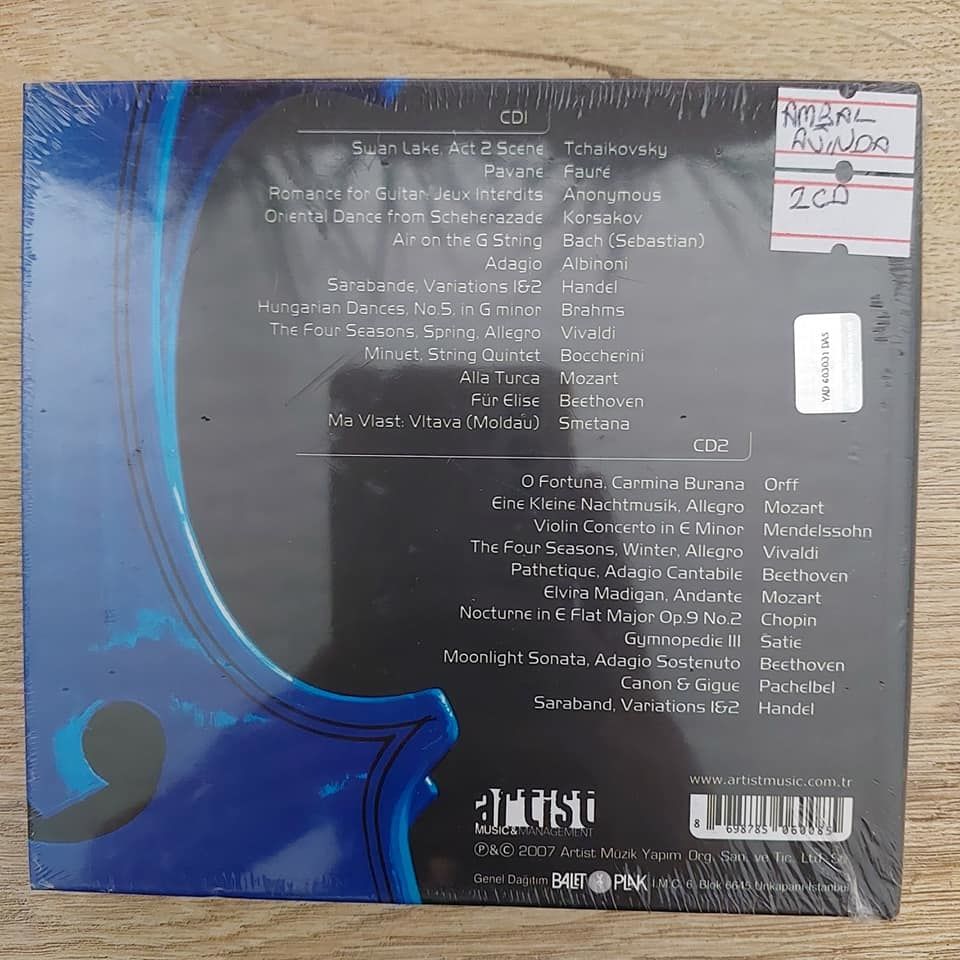 CD1
Swan Lake, Act 2 Scene Tchaikovsky
Pavane Fauré
Romance for Guitar: Jeux Interdits Anonymous
Oriental Dance from Scheherazade Korsakov
Air on the G String Bach (Sebastian)
Adagio Albinoni
Sarabande, Variations 1&2 Handel
Hungarian Dances, No.5, in G minor Brahms
The Four Seasons, Spring, Allegro Vivaldi
Minuet, String Quintet Boccherini
Alla Turca Mozart
Für Elise Beethoven
Ma Vlast: Vltava (Moldau) Smetana
CD2
O Fortuna, Carmina Burana Orff
Eine Kleine Nachtmusik, Allegro Mozart
Violin Concerto in E Minor Mendelssohn
The Four Seasons, Winter, Allegro Vivaldi
Pathetique, Adagio Cantabile Beethoven
Elvira Madigan, Andante Mozart
Nocturne in E Flat Major Op.9 No.2 Chopin
Gymnopedie III Satie
Moonlight Sonata, Adagio Sostenuto Beethoven
Canon & Gigue Pachelbel
Saraband, Variations 1&2 Handel
AMBAL
AJINDA
2CD
YAD 603031 DAS
www.artistmusic.com.tr
8 698785 060085
artist
MUSIC&MANAGEMENT
℗&© 2007 Artist Müzik Yapım Org. San. ve Tic. Ltd. Şti
Genel Dağıtım BALET PLAK I.M.C. 6. Blok 6645 Unkapanı-İstanbul